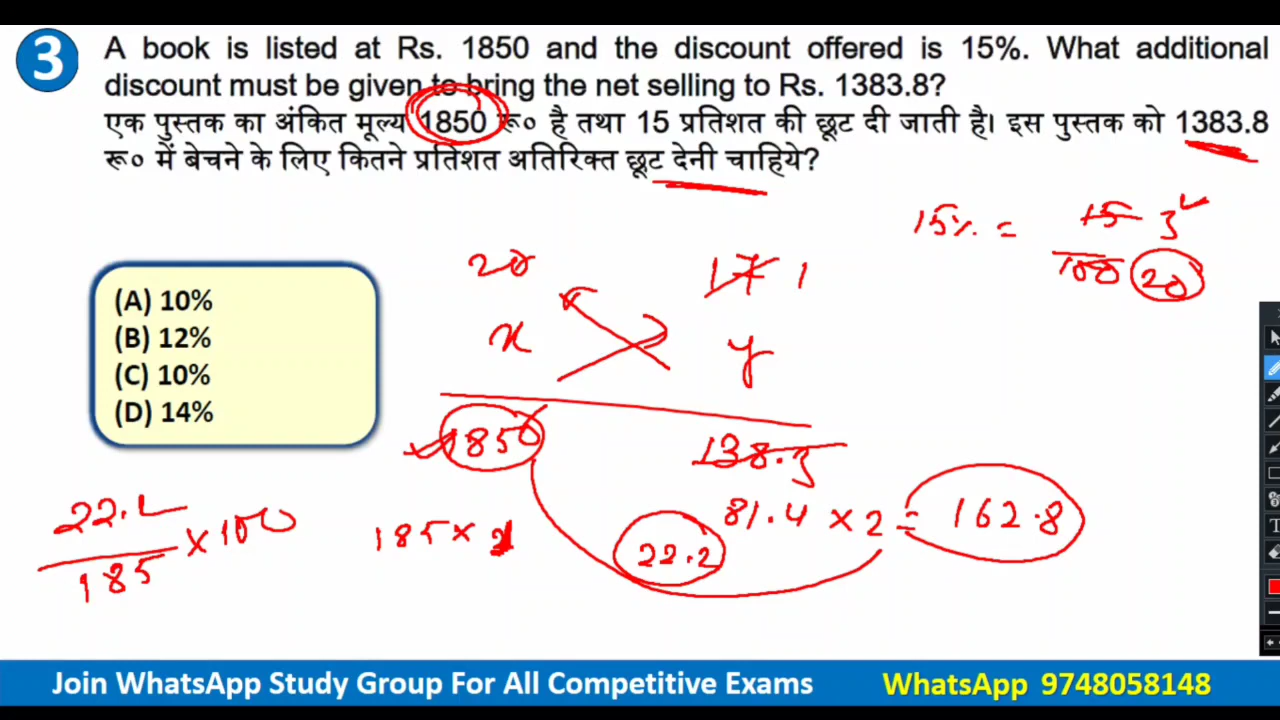 3
A book is listed at Rs. 1850 and the discount offered is 15%. What additional
discount must be given to bring the net selling to Rs. 1383.8?
एक पुस्तक का अंकित मूल्य 1850 रू० है तथा 15 प्रतिशत की छूट दी जाती है। इस पुस्तक को 1383.8
रू० में बेचने के लिए कितने प्रतिशत अतिरिक्त छूट देनी चाहिये?
15% = 15 3
100 20
20 17 1
(A) 10%
(B) 12%
(C) 10%
(D) 14%
x y
1850 138.3
81.4 × 2 = 162.8
22.2
22.2 × 100
185
185 ×
Join WhatsApp Study Group For All Competitive Exams
WhatsApp 9748058148